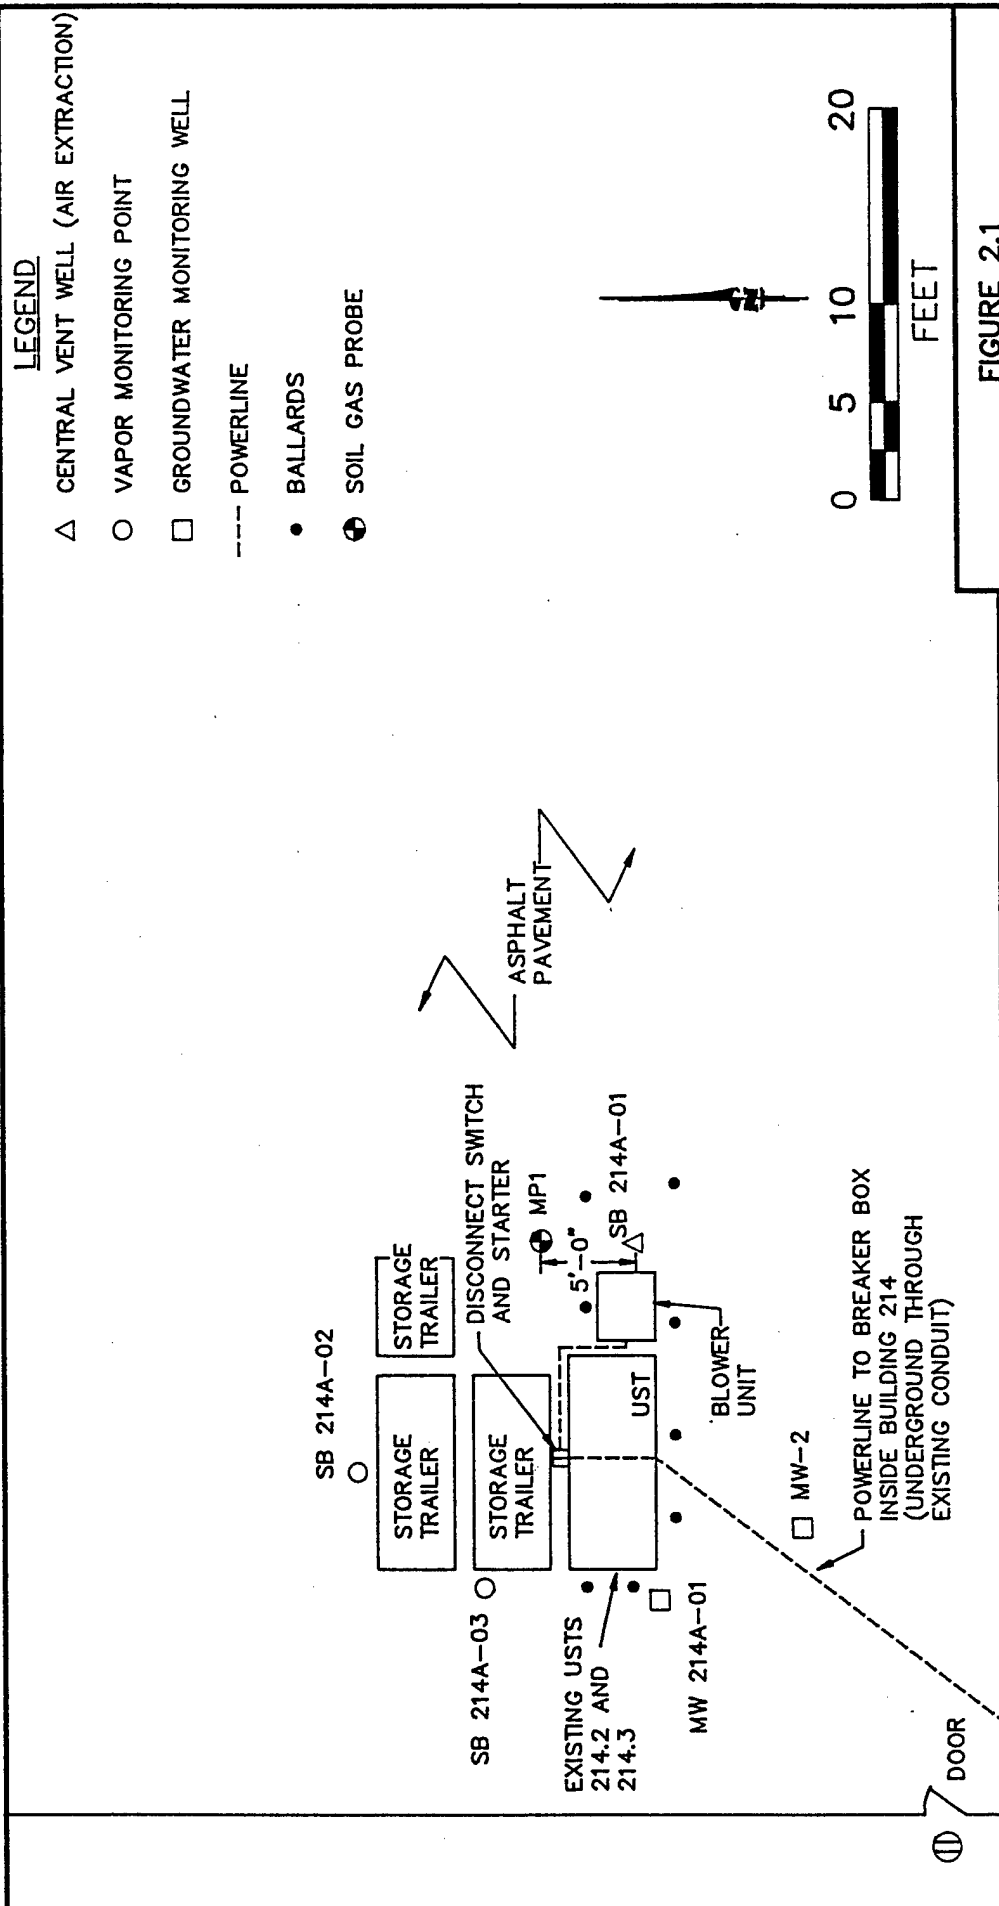 LEGEND
△ CENTRAL VENT WELL (AIR EXTRACTION)
○ VAPOR MONITORING POINT
□ GROUNDWATER MONITORING WELL
--- POWERLINE
● BALLARDS
SOIL GAS PROBE
SB 214A-02
STORAGE
TRAILER
STORAGE
TRAILER
SB 214A-03
STORAGE
TRAILER
DISCONNECT SWITCH
AND STARTER
ASPHALT
PAVEMENT
MP1
5'-0"
SB 214A-01
EXISTING USTS
214.2 AND
214.3
UST
BLOWER
UNIT
MW 214A-01
MW-2
POWERLINE TO BREAKER BOX
INSIDE BUILDING 214
(UNDERGROUND THROUGH
EXISTING CONDUIT)
DOOR
N
0 5 10 20
FEET
FIGURE 2.1